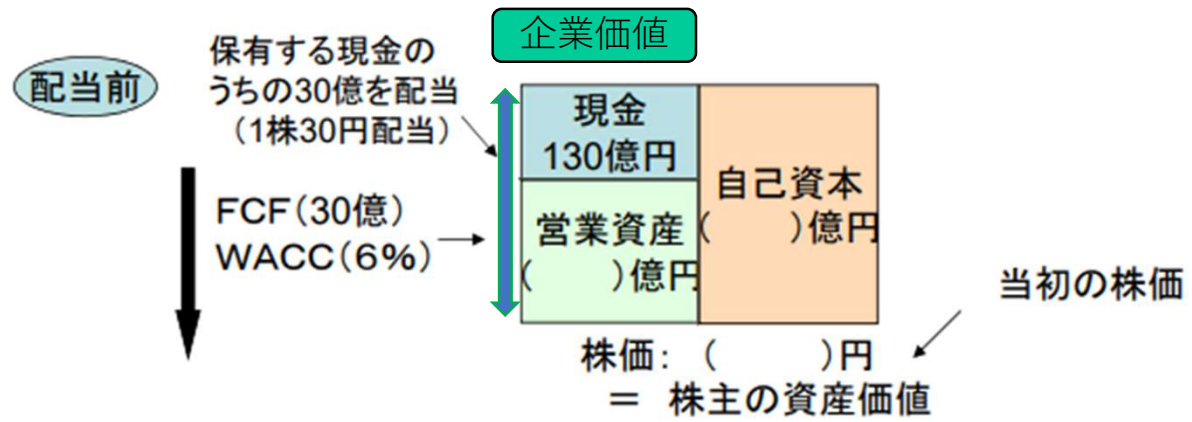 企業価値
配当前
保有する現金の
うちの30億を配当
（1株30円配当）
現金
130億円
自己資本
(　　)億円
FCF（30億）
WACC（6%）
営業資産
(　　)億円
当初の株価
株価：（　　　）円
＝ 株主の資産価値